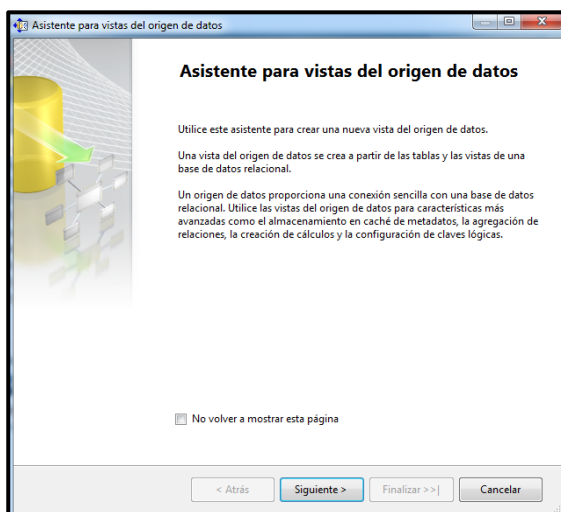 Asistente para vistas del origen de datos
Asistente para vistas del origen de datos
Utilice este asistente para crear una nueva vista del origen de datos.
Una vista del origen de datos se crea a partir de las tablas y las vistas de una
base de datos relacional.
Un origen de datos proporciona una conexión sencilla con una base de datos
relacional. Utilice las vistas del origen de datos para características más
avanzadas como el almacenamiento en caché de metadatos, la agregación de
relaciones, la creación de cálculos y la configuración de claves lógicas.
No volver a mostrar esta página
< Atrás Siguiente > Finalizar >>| Cancelar